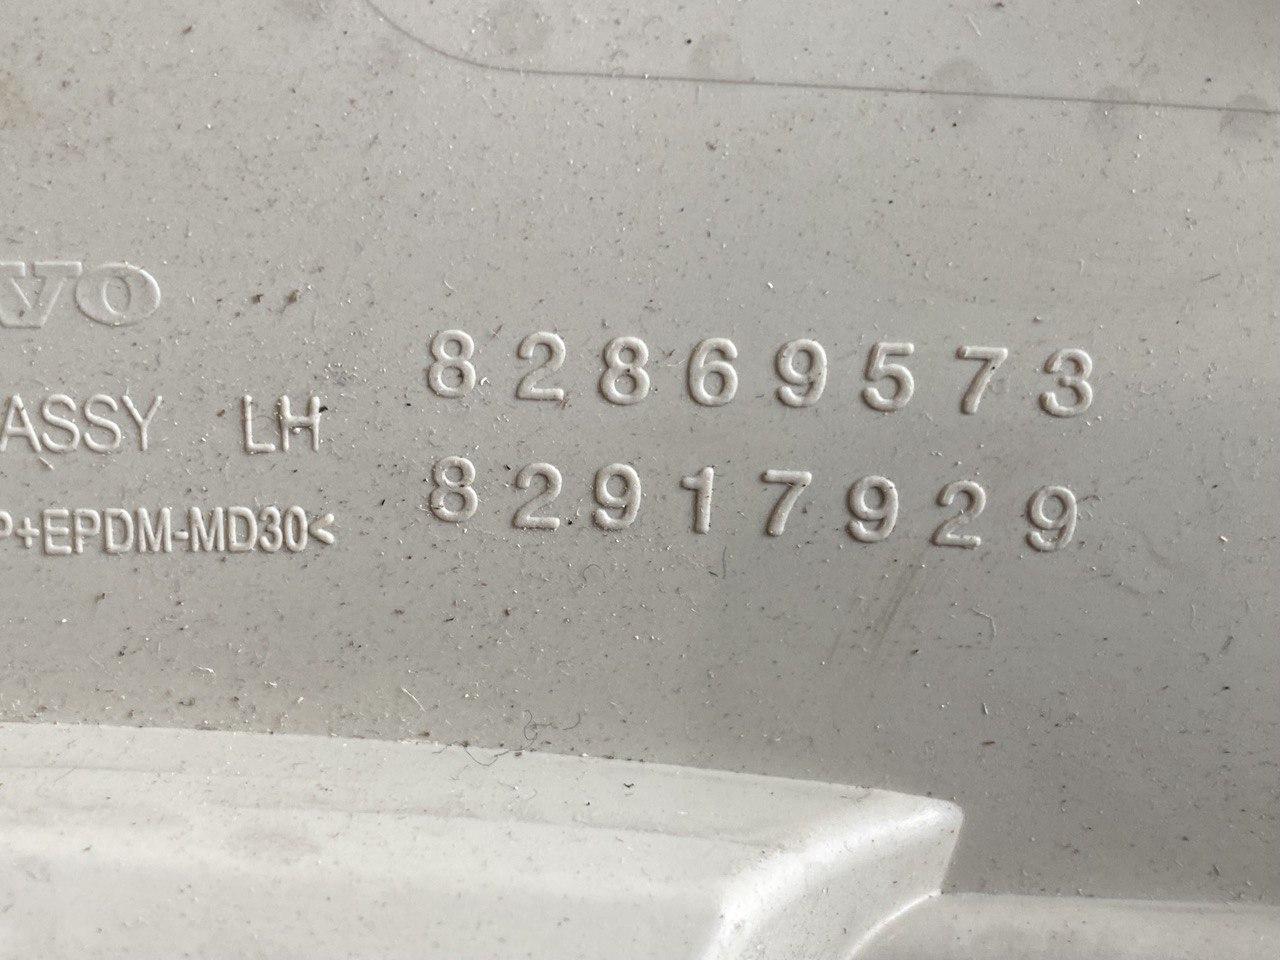 VO
ASSY LH
P+EPDM-MD30<
82869573
82917929